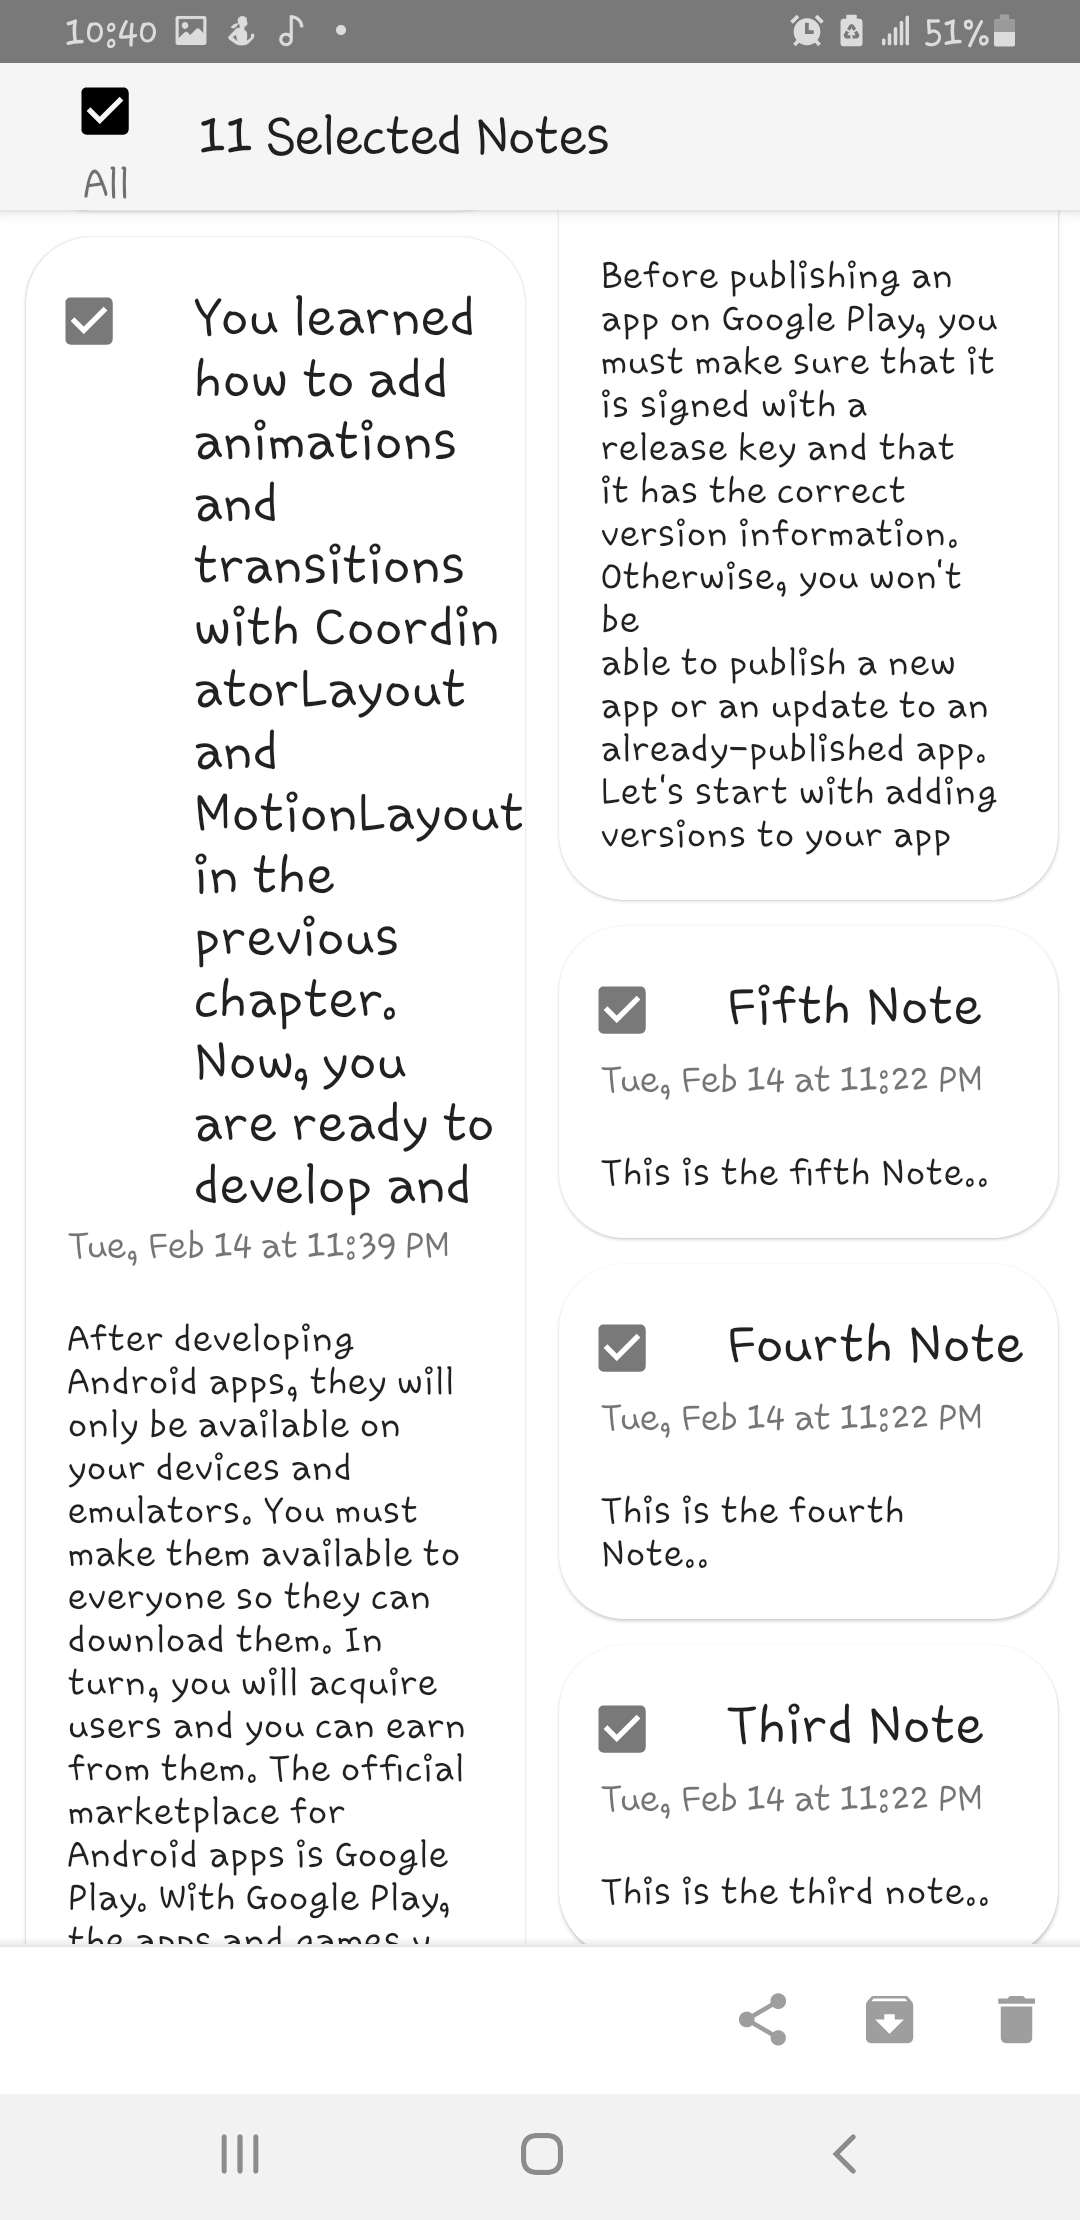 10:40
51%
All
11 Selected Notes
You learned
how to add
animations
and
transitions
with Coordin
atorLayout
and
MotionLayout
in the
previous
chapter.
Now, you
are ready to
develop and
Tue, Feb 14 at 11:39 PM
After developing
Android apps, they will
only be available on
your devices and
emulators. You must
make them available to
everyone so they can
download them. In
turn, you will acquire
users and you can earn
from them. The official
marketplace for
Android apps is Google
Play. With Google Play,
the apps and games y
Before publishing an
app on Google Play, you
must make sure that it
is signed with a
release key and that
it has the correct
version information.
Otherwise, you won't
be
able to publish a new
app or an update to an
already-published app.
Let's start with adding
versions to your app
Fifth Note
Tue, Feb 14 at 11:22 PM
This is the fifth Note..
Fourth Note
Tue, Feb 14 at 11:22 PM
This is the fourth
Note..
Third Note
Tue, Feb 14 at 11:22 PM
This is the third note..